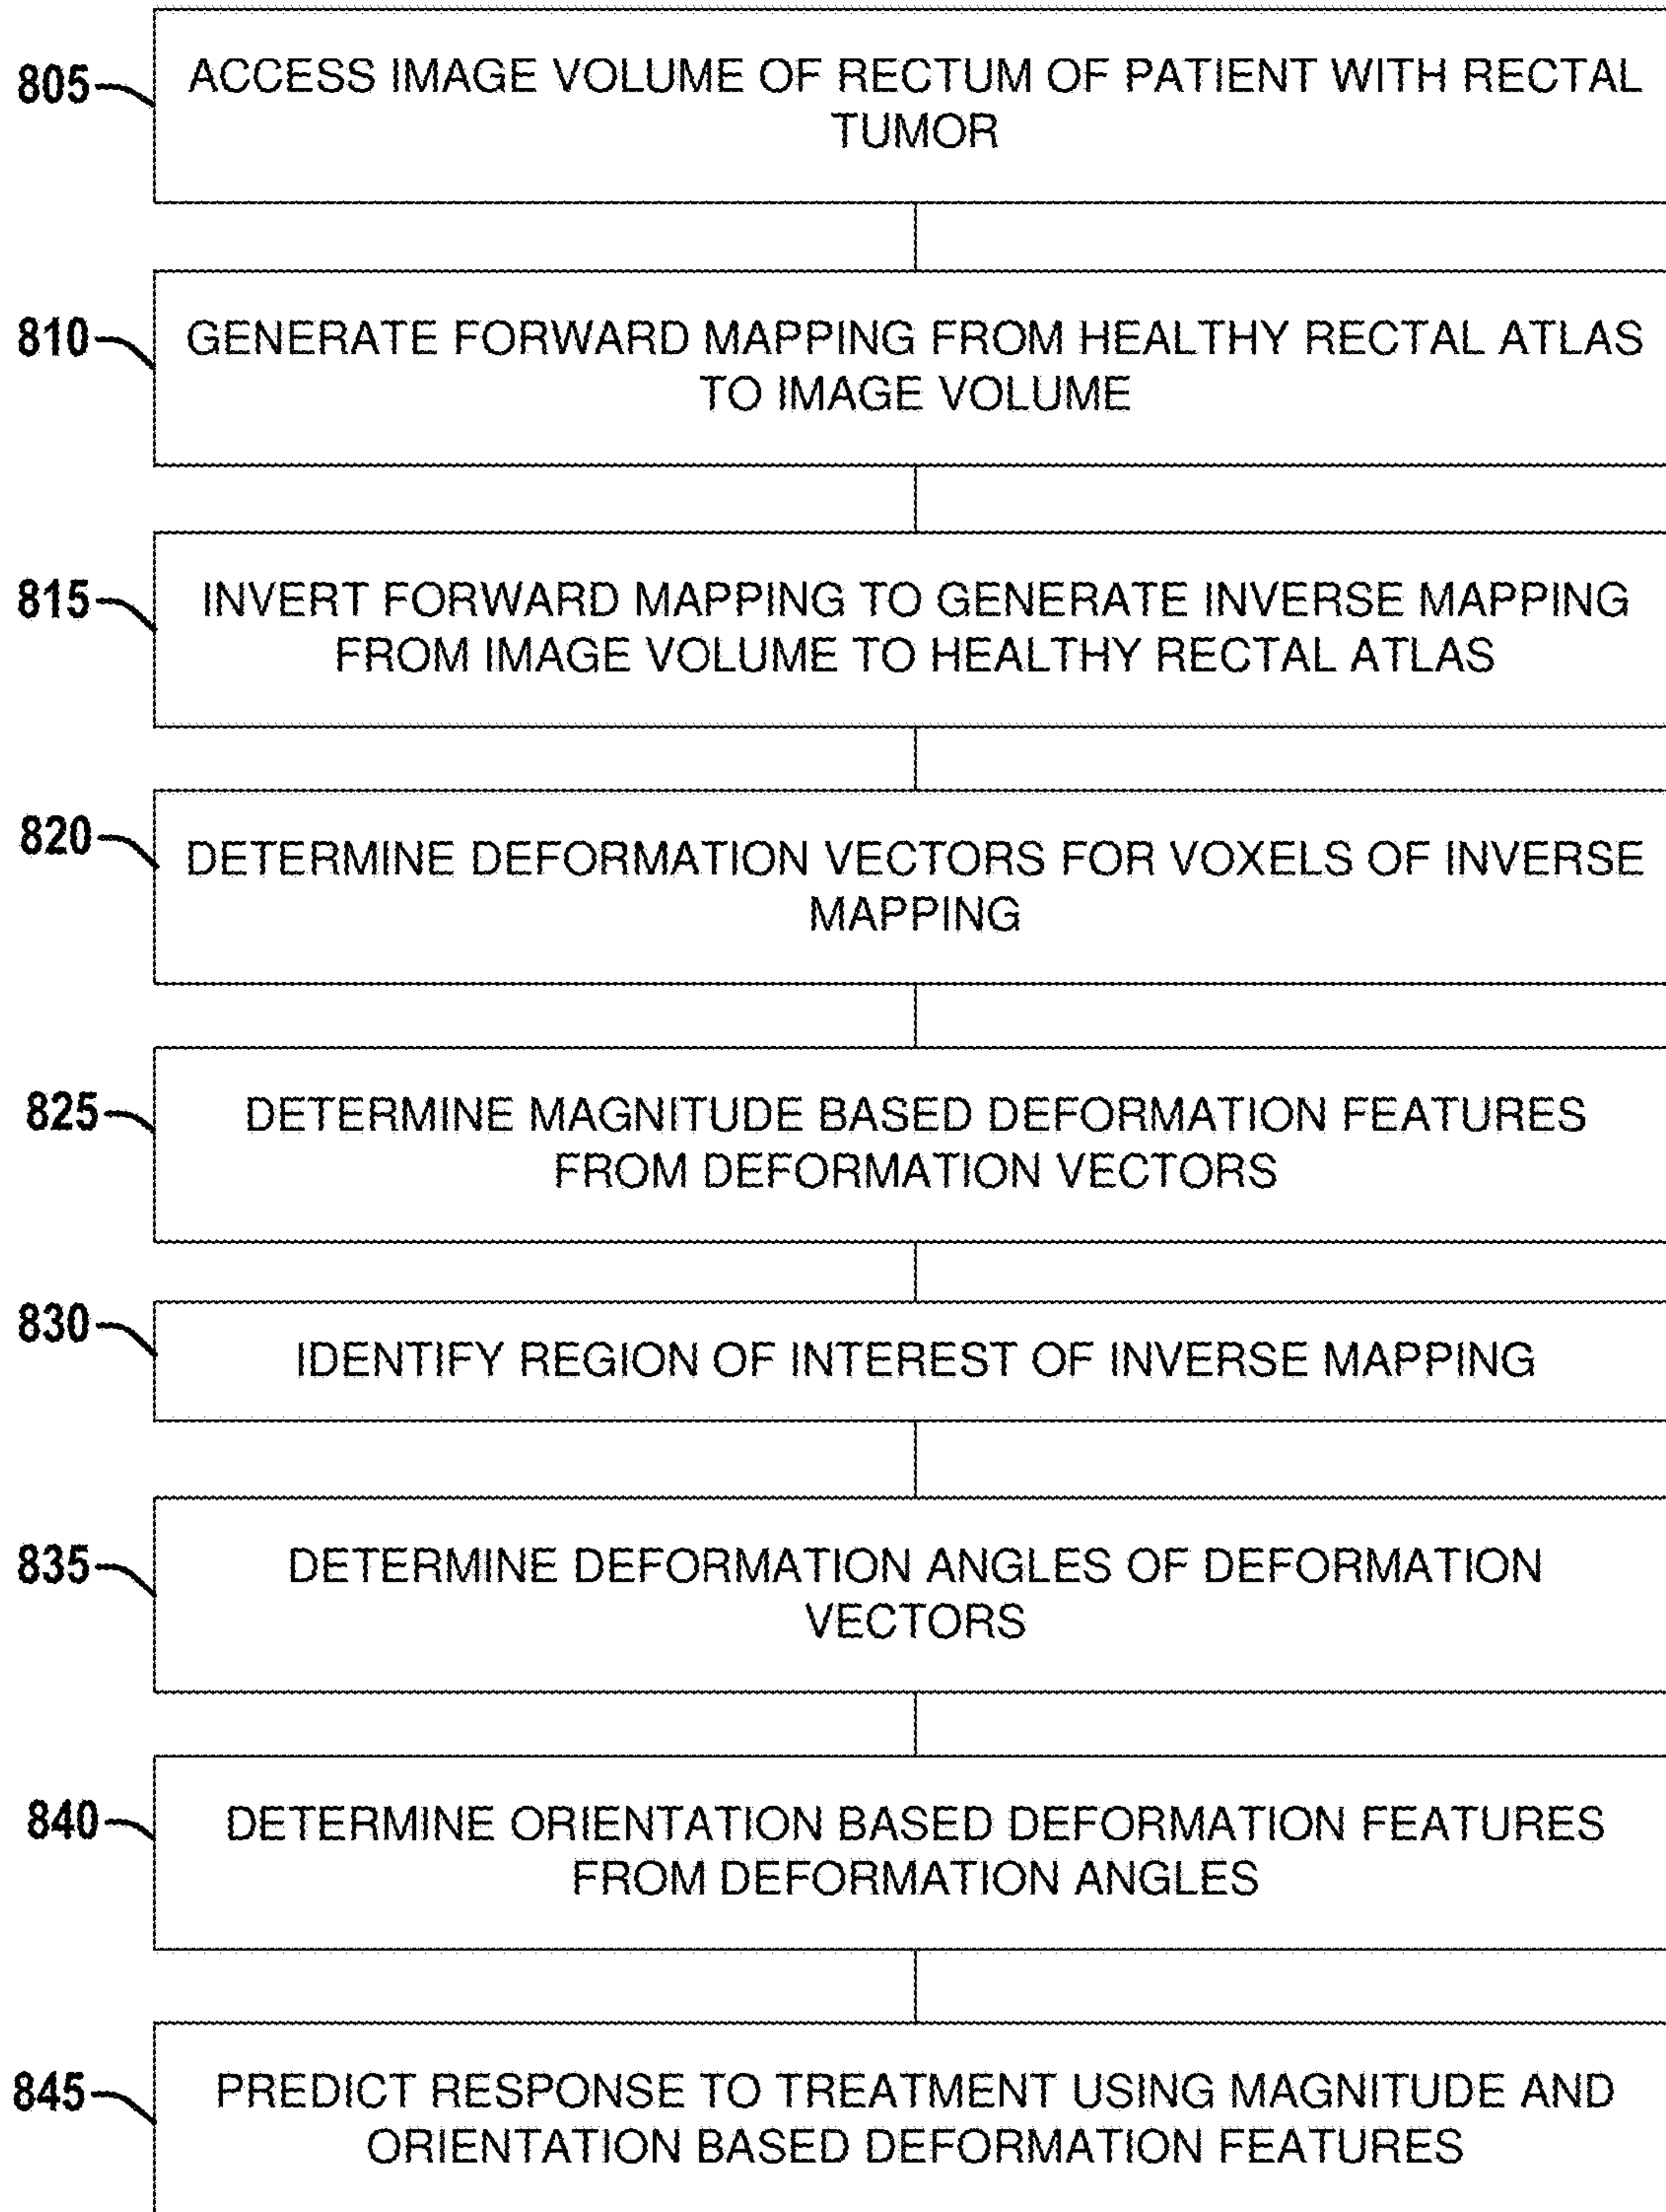 805
ACCESS IMAGE VOLUME OF RECTUM OF PATIENT WITH RECTAL
TUMOR
810
GENERATE FORWARD MAPPING FROM HEALTHY RECTAL ATLAS
TO IMAGE VOLUME
815
INVERT FORWARD MAPPING TO GENERATE INVERSE MAPPING
FROM IMAGE VOLUME TO HEALTHY RECTAL ATLAS
820
DETERMINE DEFORMATION VECTORS FOR VOXELS OF INVERSE
MAPPING
825
DETERMINE MAGNITUDE BASED DEFORMATION FEATURES
FROM DEFORMATION VECTORS
830
IDENTIFY REGION OF INTEREST OF INVERSE MAPPING
835
DETERMINE DEFORMATION ANGLES OF DEFORMATION
VECTORS
840
DETERMINE ORIENTATION BASED DEFORMATION FEATURES
FROM DEFORMATION ANGLES
845
PREDICT RESPONSE TO TREATMENT USING MAGNITUDE AND
ORIENTATION BASED DEFORMATION FEATURES